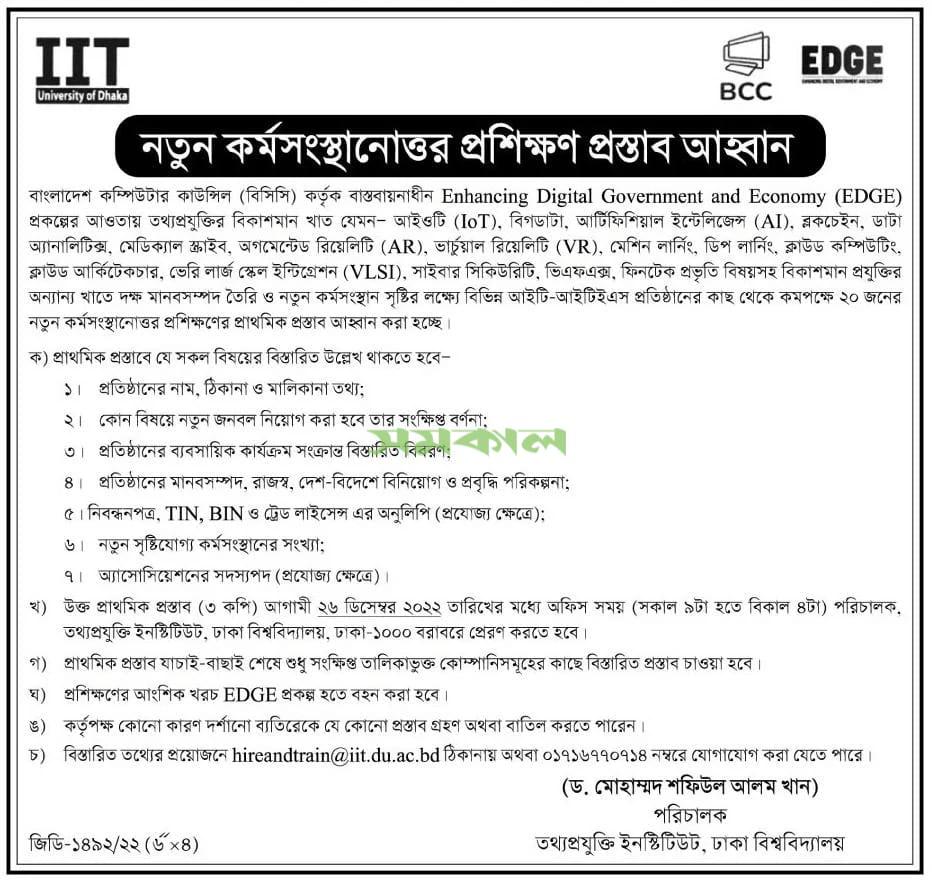 IIT
University of Dhaka
BCC
EDGE
ENHANCING DIGITAL GOVERNMENT AND ECONOMY
নতুন কর্মসংস্থানোত্তর প্রশিক্ষণ প্রস্তাব আহ্বান
বাংলাদেশ কম্পিউটার কাউন্সিল (বিসিসি) কর্তৃক বাস্তবায়নাধীন Enhancing Digital Government and Economy (EDGE)
প্রকল্পের আওতায় তথ্যপ্রযুক্তির বিকাশমান খাত যেমন– আইওটি (IoT), বিগডাটা, আর্টিফিশিয়াল ইন্টেলিজেন্স (AI), ব্লকচেইন, ডাটা
অ্যানালিটিক্স, মেডিক্যাল স্ক্রাইব, অগমেন্টেড রিয়েলিটি (AR), ভার্চুয়াল রিয়েলিটি (VR), মেশিন লার্নিং, ডিপ লার্নিং, ক্লাউড কম্পিউটিং,
ক্লাউড আর্কিটেকচার, ভেরি লার্জ স্কেল ইন্টিগ্রেশন (VLSI), সাইবার সিকিউরিটি, ভিএফএক্স, ফিনটেক প্রভৃতি বিষয়সহ বিকাশমান প্রযুক্তির
অন্যান্য খাতে দক্ষ মানবসম্পদ তৈরি ও নতুন কর্মসংস্থান সৃষ্টির লক্ষ্যে বিভিন্ন আইটি-আইটিইএস প্রতিষ্ঠানের কাছ থেকে কমপক্ষে ২০ জনের
নতুন কর্মসংস্থানোত্তর প্রশিক্ষণের প্রাথমিক প্রস্তাব আহ্বান করা হচ্ছে।
ক) প্রাথমিক প্রস্তাবে যে সকল বিষয়ের বিস্তারিত উল্লেখ থাকতে হবে–
১। প্রতিষ্ঠানের নাম, ঠিকানা ও মালিকানা তথ্য;
২। কোন বিষয়ে নতুন জনবল নিয়োগ করা হবে তার সংক্ষিপ্ত বর্ণনা;
সমকাল
৩। প্রতিষ্ঠানের ব্যবসায়িক কার্যক্রম সংক্রান্ত বিস্তারিত বিবরণ;
৪। প্রতিষ্ঠানের মানবসম্পদ, রাজস্ব, দেশ-বিদেশে বিনিয়োগ ও প্রবৃদ্ধি পরিকল্পনা;
৫। নিবন্ধনপত্র, TIN, BIN ও ট্রেড লাইসেন্স এর অনুলিপি (প্রযোজ্য ক্ষেত্রে);
৬। নতুন সৃষ্টিযোগ্য কর্মসংস্থানের সংখ্যা;
৭। অ্যাসোসিয়েশনের সদস্যপদ (প্রযোজ্য ক্ষেত্রে)।
খ) উক্ত প্রাথমিক প্রস্তাব (৩ কপি) আগামী ২৬ ডিসেম্বর ২০২২ তারিখের মধ্যে অফিস সময় (সকাল ৯টা হতে বিকাল ৪টা) পরিচালক,
তথ্যপ্রযুক্তি ইনস্টিটিউট, ঢাকা বিশ্ববিদ্যালয়, ঢাকা-১০০০ বরাবরে প্রেরণ করতে হবে।
গ) প্রাথমিক প্রস্তাব যাচাই-বাছাই শেষে শুধু সংক্ষিপ্ত তালিকাভুক্ত কোম্পানিসমূহের কাছে বিস্তারিত প্রস্তাব চাওয়া হবে।
ঘ) প্রশিক্ষণের আংশিক খরচ EDGE প্রকল্প হতে বহন করা হবে।
ঙ) কর্তৃপক্ষ কোনো কারণ দর্শানো ব্যতিরেকে যে কোনো প্রস্তাব গ্রহণ অথবা বাতিল করতে পারেন।
চ) বিস্তারিত তথ্যের প্রয়োজনে hireandtrain@iit.du.ac.bd ঠিকানায় অথবা ০১৭১৬৭৭০৭১৪ নম্বরে যোগাযোগ করা যেতে পারে।
(ড. মোহাম্মদ শফিউল আলম খান)
পরিচালক
তথ্যপ্রযুক্তি ইনস্টিটিউট, ঢাকা বিশ্ববিদ্যালয়
জিডি-১৪৯২/২২ (৬˝×৪)